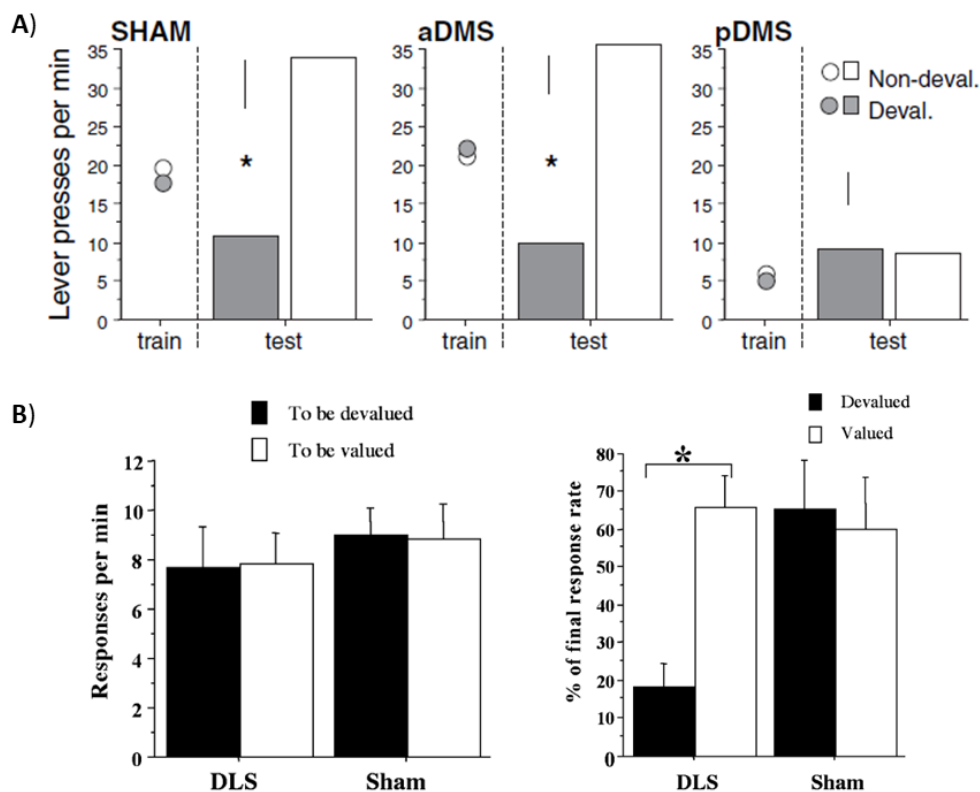 A)
SHAM
aDMS
pDMS
Lever presses per min
35
30
25
20
15
10
5
0
*
train
test
35
30
25
20
15
10
5
0
*
train
test
35
30
25
20
15
10
5
0
Non-deval.
Deval.
train
test
B)
To be devalued
To be valued
Responses per min
12
10
8
6
4
2
0
DLS
Sham
Devalued
Valued
% of final response rate
80
70
60
50
40
30
20
10
0
*
DLS
Sham